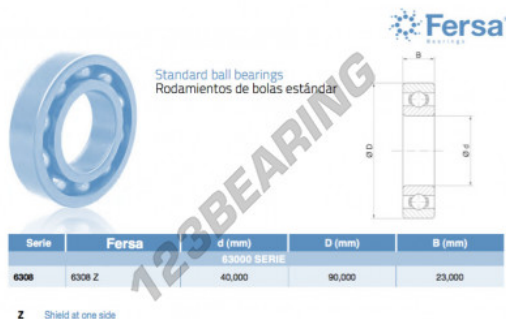 Fersa
Bearings
Standard ball bearings
Rodamientos de bolas estándar
B
Ø D
Ø d
123BEARING
Serie Fersa d (mm) D (mm) B (mm)
63000 SERIE
6308 6308 Z 40,000 90,000 23,000
Z Shield at one side